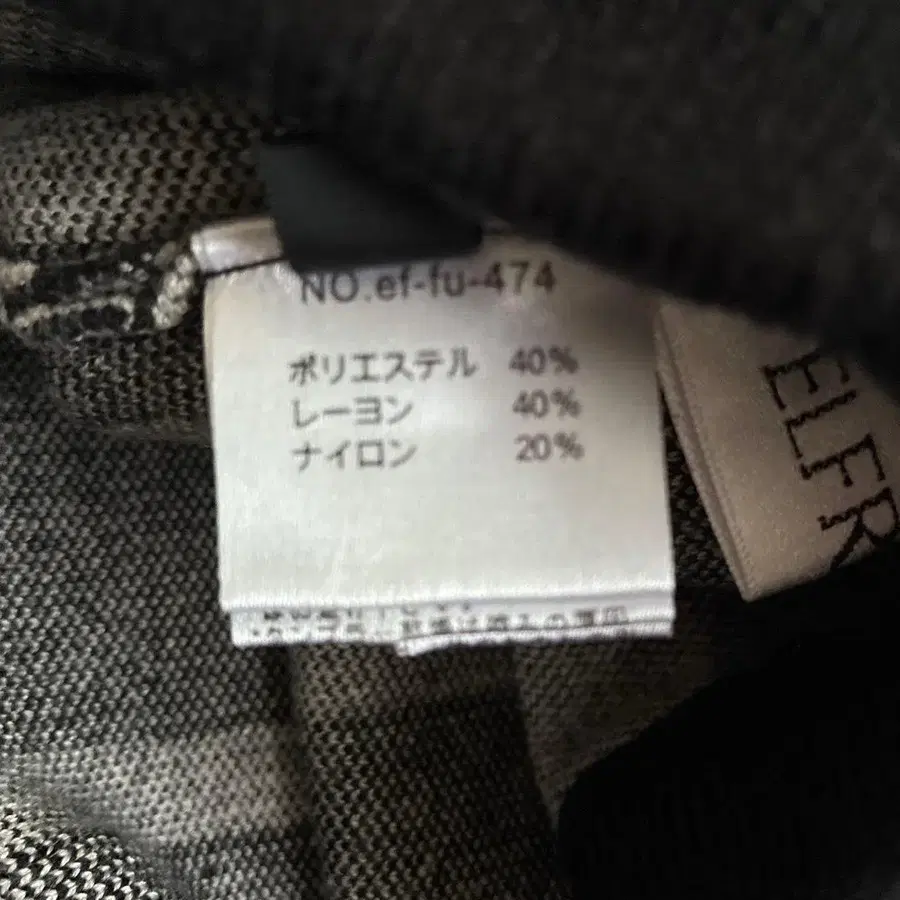 NO.ef-fu-474
ポリエステル 40%
レーヨン 40%
ナイロン 20%
ELFR